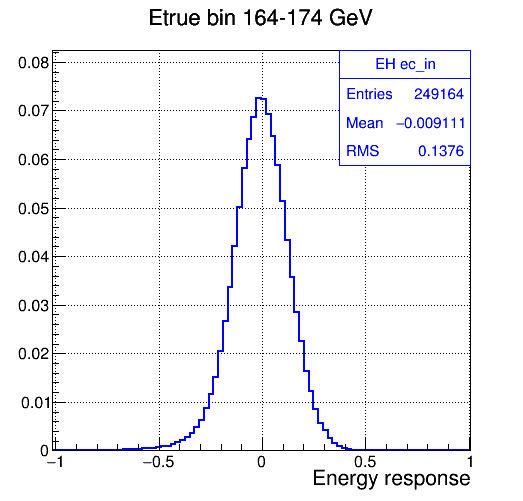 Etrue bin 164-174 GeV
EH ec_in
Entries 249164
Mean −0.009111
RMS 0.1376
0.08
0.07
0.06
0.05
0.04
0.03
0.02
0.01
0
−1 −0.5 0 0.5 1
Energy response